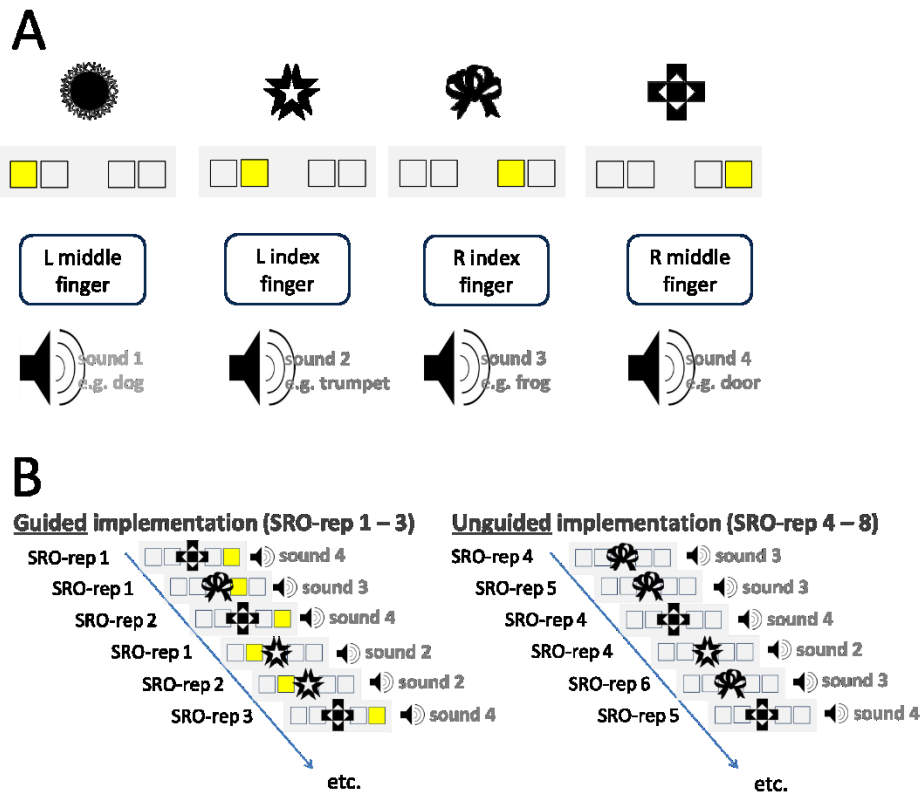 A
L middle
finger
L index
finger
R index
finger
R middle
finger
sound 1
e.g. dog
sound 2
e.g. trumpet
sound 3
e.g. frog
sound 4
e.g. door
B
Guided implementation (SRO-rep 1 – 3)
SRO-rep 1
sound 4
SRO-rep 1
sound 3
SRO-rep 2
sound 4
SRO-rep 1
sound 2
SRO-rep 2
sound 2
SRO-rep 3
sound 4
etc.
Unguided implementation (SRO-rep 4 – 8)
SRO-rep 4
sound 3
SRO-rep 5
sound 3
SRO-rep 4
sound 4
SRO-rep 4
sound 2
SRO-rep 6
sound 3
SRO-rep 5
sound 4
etc.